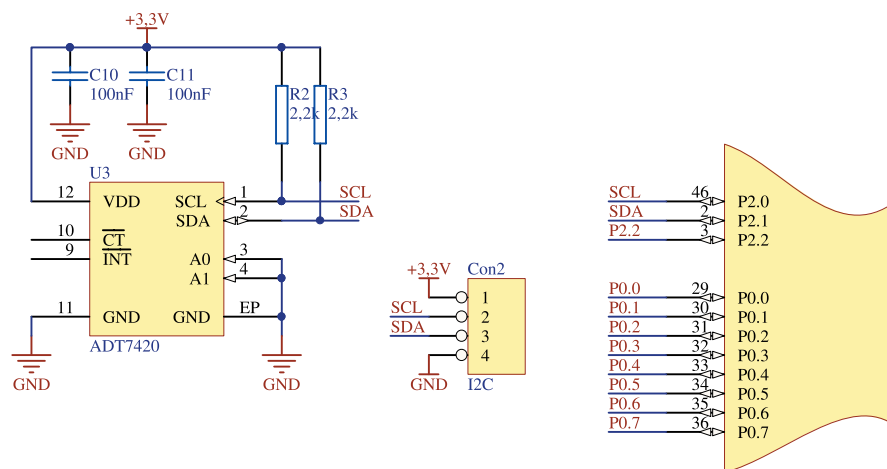 +3,3V
C10
100nF
C11
100nF
R2
2,2k
R3
2,2k
GND
GND
U3
12
VDD
SCL
1
SCL
SDA
2
SDA
10
CT
9
INT
A0
3
A1
4
11
GND
GND
EP
ADT7420
GND
GND
+3,3V
Con2
1
SCL
2
SDA
3
4
GND
I2C
SCL
46
P2.0
SDA
2
P2.1
P2.2
3
P2.2
P0.0
29
P0.0
P0.1
30
P0.1
P0.2
31
P0.2
P0.3
32
P0.3
P0.4
33
P0.4
P0.5
34
P0.5
P0.6
35
P0.6
P0.7
36
P0.7